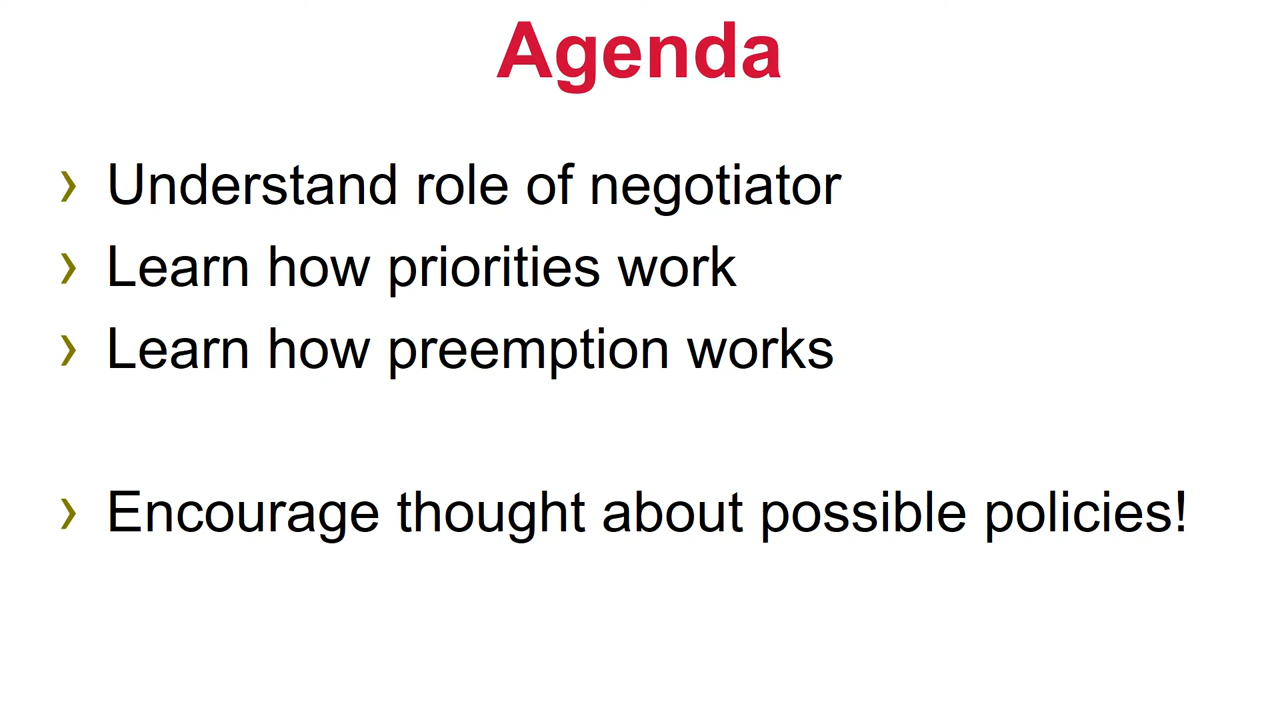 Agenda
› Understand role of negotiator
› Learn how priorities work
› Learn how preemption works
› Encourage thought about possible policies!